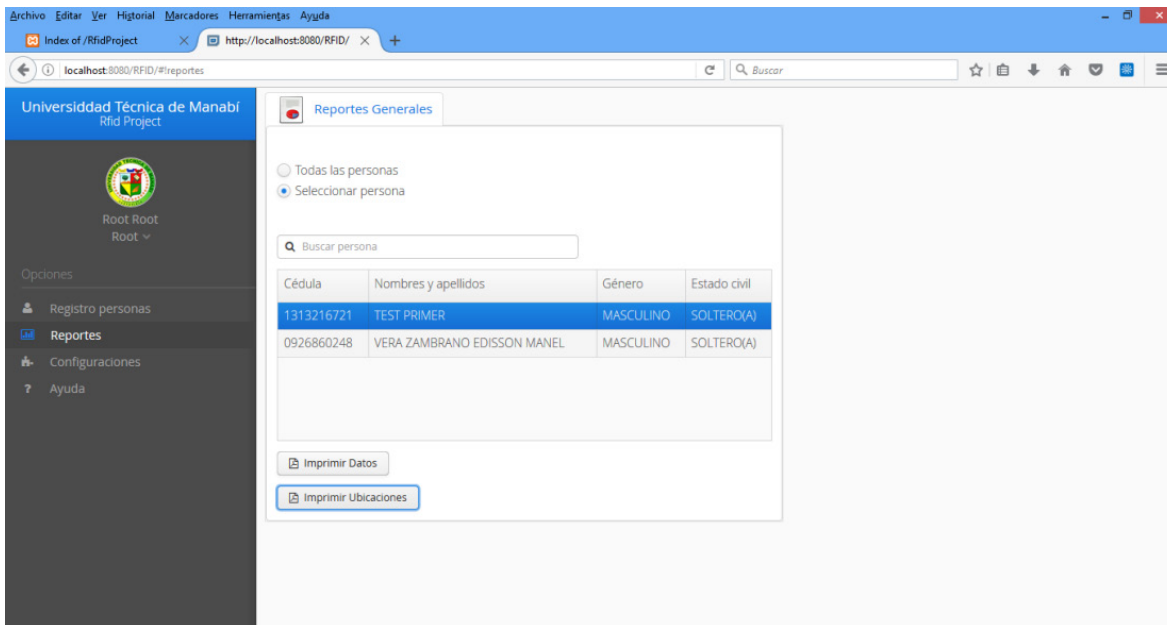 Archivo Editar Ver Historial Marcadores Herramientas Ayuda
Index of /RfidProject
http://localhost:8080/RFID/
localhost:8080/RFID/#!reportes
Buscar
Universiddad Técnica de Manabí
Rfid Project
Root Root
Root
Opciones
Registro personas
Reportes
Configuraciones
Ayuda
Reportes Generales
Todas las personas
Seleccionar persona
Buscar persona
Cédula Nombres y apellidos Género Estado civil
1313216721 TEST PRIMER MASCULINO SOLTERO(A)
0926860248 VERA ZAMBRANO EDISSON MANEL MASCULINO SOLTERO(A)
Imprimir Datos
Imprimir Ubicaciones